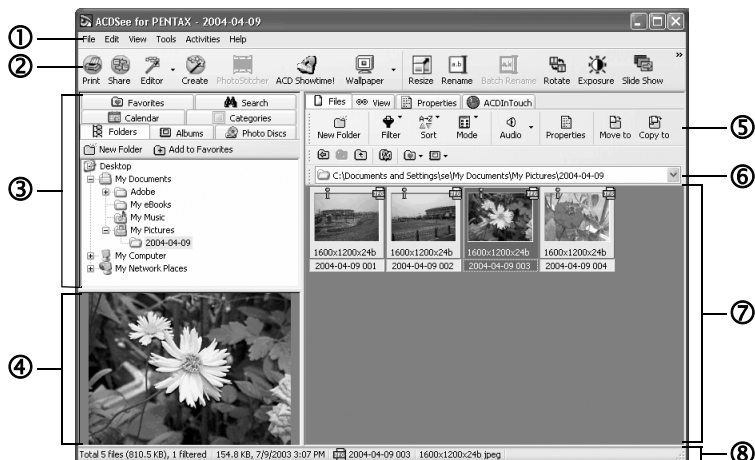 ACDSee for PENTAX - 2004-04-09
① File Edit View Tools Activities Help
② Print Share Editor Create PhotoStitcher ACD Showtime! Wallpaper Resize Rename Batch Rename Rotate Exposure Slide Show »
③ Favorites Search
Calendar Categories
Folders Albums Photo Discs
New Folder Add to Favorites
Desktop
My Documents
Adobe
My eBooks
My Music
My Pictures
2004-04-09
My Computer
My Network Places
④
Files View Properties ACDInTouch
⑤ New Folder Filter Sort Mode Audio Properties Move to Copy to
⑥ C:\Documents and Settings\se\My Documents\My Pictures\2004-04-09
1600x1200x24b 1600x1200x24b 1600x1200x24b 1600x1200x24b
2004-04-09 001 2004-04-09 002 2004-04-09 003 2004-04-09 004
⑦
Total 5 files (810.5 KB), 1 filtered 154.8 KB, 7/9/2003 3:07 PM 2004-04-09 003 1600x1200x24b jpeg
⑧